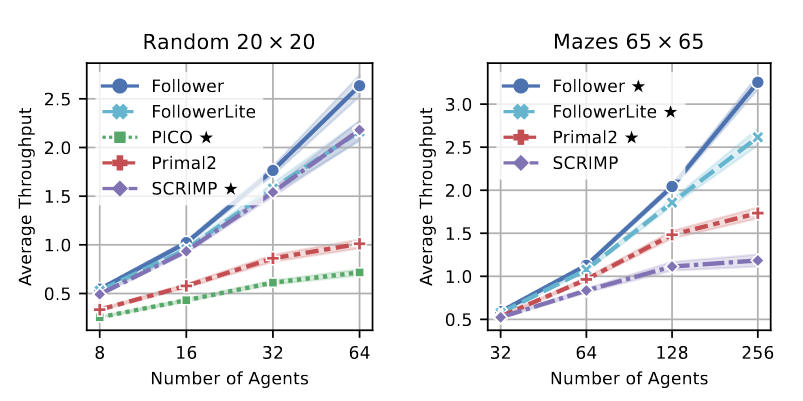 Random 20 × 20
Average Throughput
2.5
2.0
1.5
1.0
0.5
Follower
FollowerLite
PICO ★
Primal2
SCRIMP ★
8 16 32 64
Number of Agents
Mazes 65 × 65
Average Throughput
3.0
2.5
2.0
1.5
1.0
0.5
Follower ★
FollowerLite ★
Primal2 ★
SCRIMP
32 64 128 256
Number of Agents